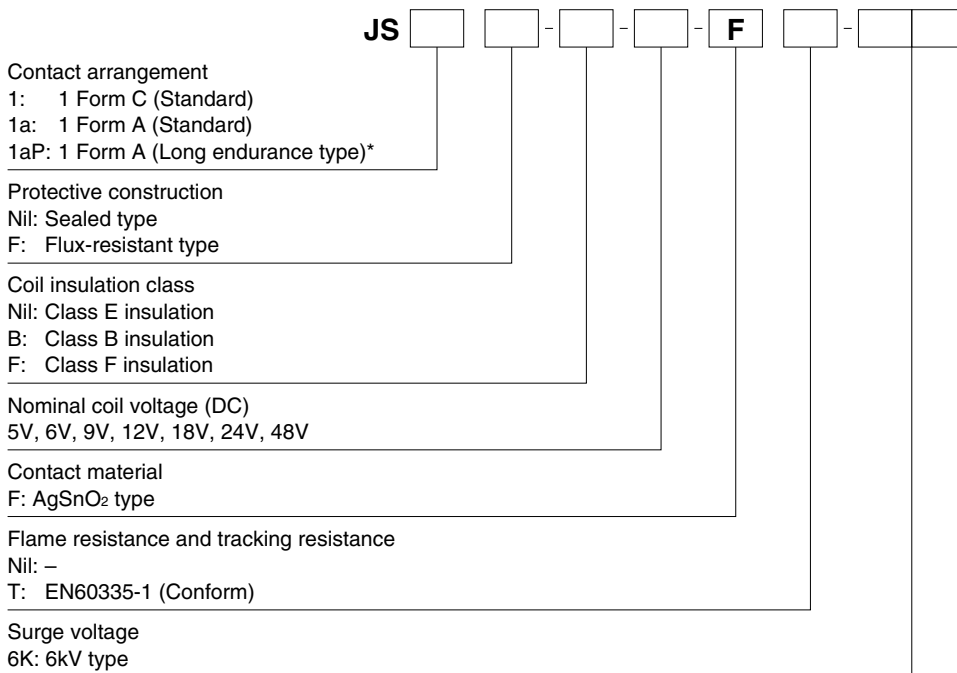 JS - - - F -
Contact arrangement
1: 1 Form C (Standard)
1a: 1 Form A (Standard)
1aP: 1 Form A (Long endurance type)*
Protective construction
Nil: Sealed type
F: Flux-resistant type
Coil insulation class
Nil: Class E insulation
B: Class B insulation
F: Class F insulation
Nominal coil voltage (DC)
5V, 6V, 9V, 12V, 18V, 24V, 48V
Contact material
F: AgSnO₂ type
Flame resistance and tracking resistance
Nil: –
T: EN60335-1 (Conform)
Surge voltage
6K: 6kV type